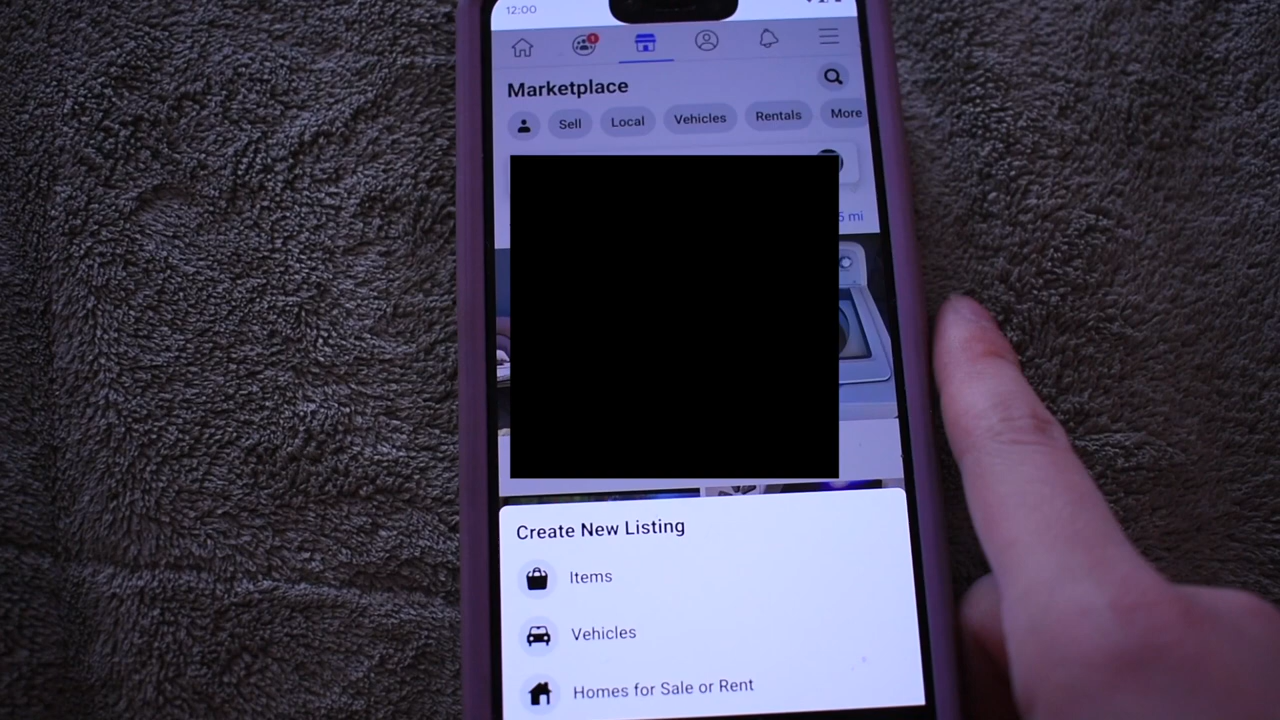 12:00
1
Marketplace
Sell Local Vehicles Rentals More
mi
Create New Listing
Items
Vehicles
Homes for Sale or Rent